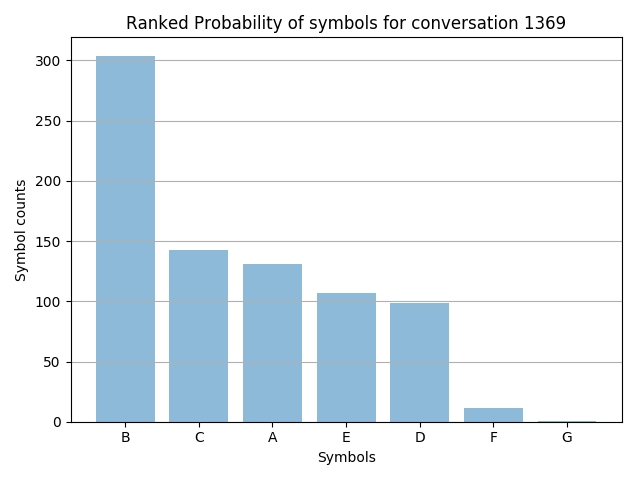 Ranked Probability of symbols for conversation 1369
300
250
200
150
100
50
0
Symbol counts
B C A E D F G
Symbols